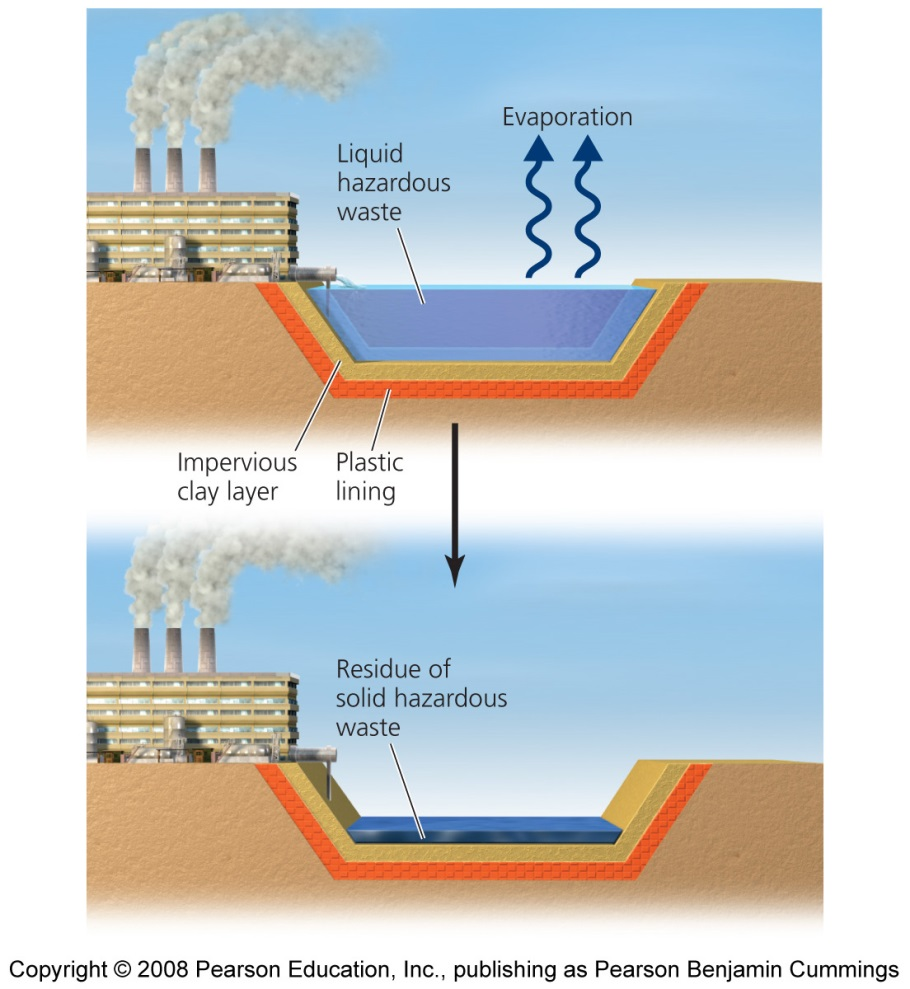 Evaporation
Liquid
hazardous
waste
Impervious
clay layer
Plastic
lining
Residue of
solid hazardous
waste
Copyright © 2008 Pearson Education, Inc., publishing as Pearson Benjamin Cummings